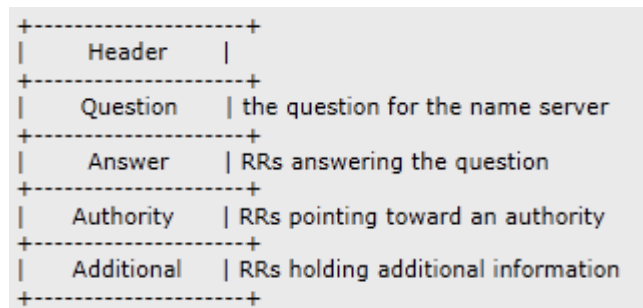 +---------------------+
| Header |
+---------------------+
| Question | the question for the name server
+---------------------+
| Answer | RRs answering the question
+---------------------+
| Authority | RRs pointing toward an authority
+---------------------+
| Additional | RRs holding additional information
+---------------------+